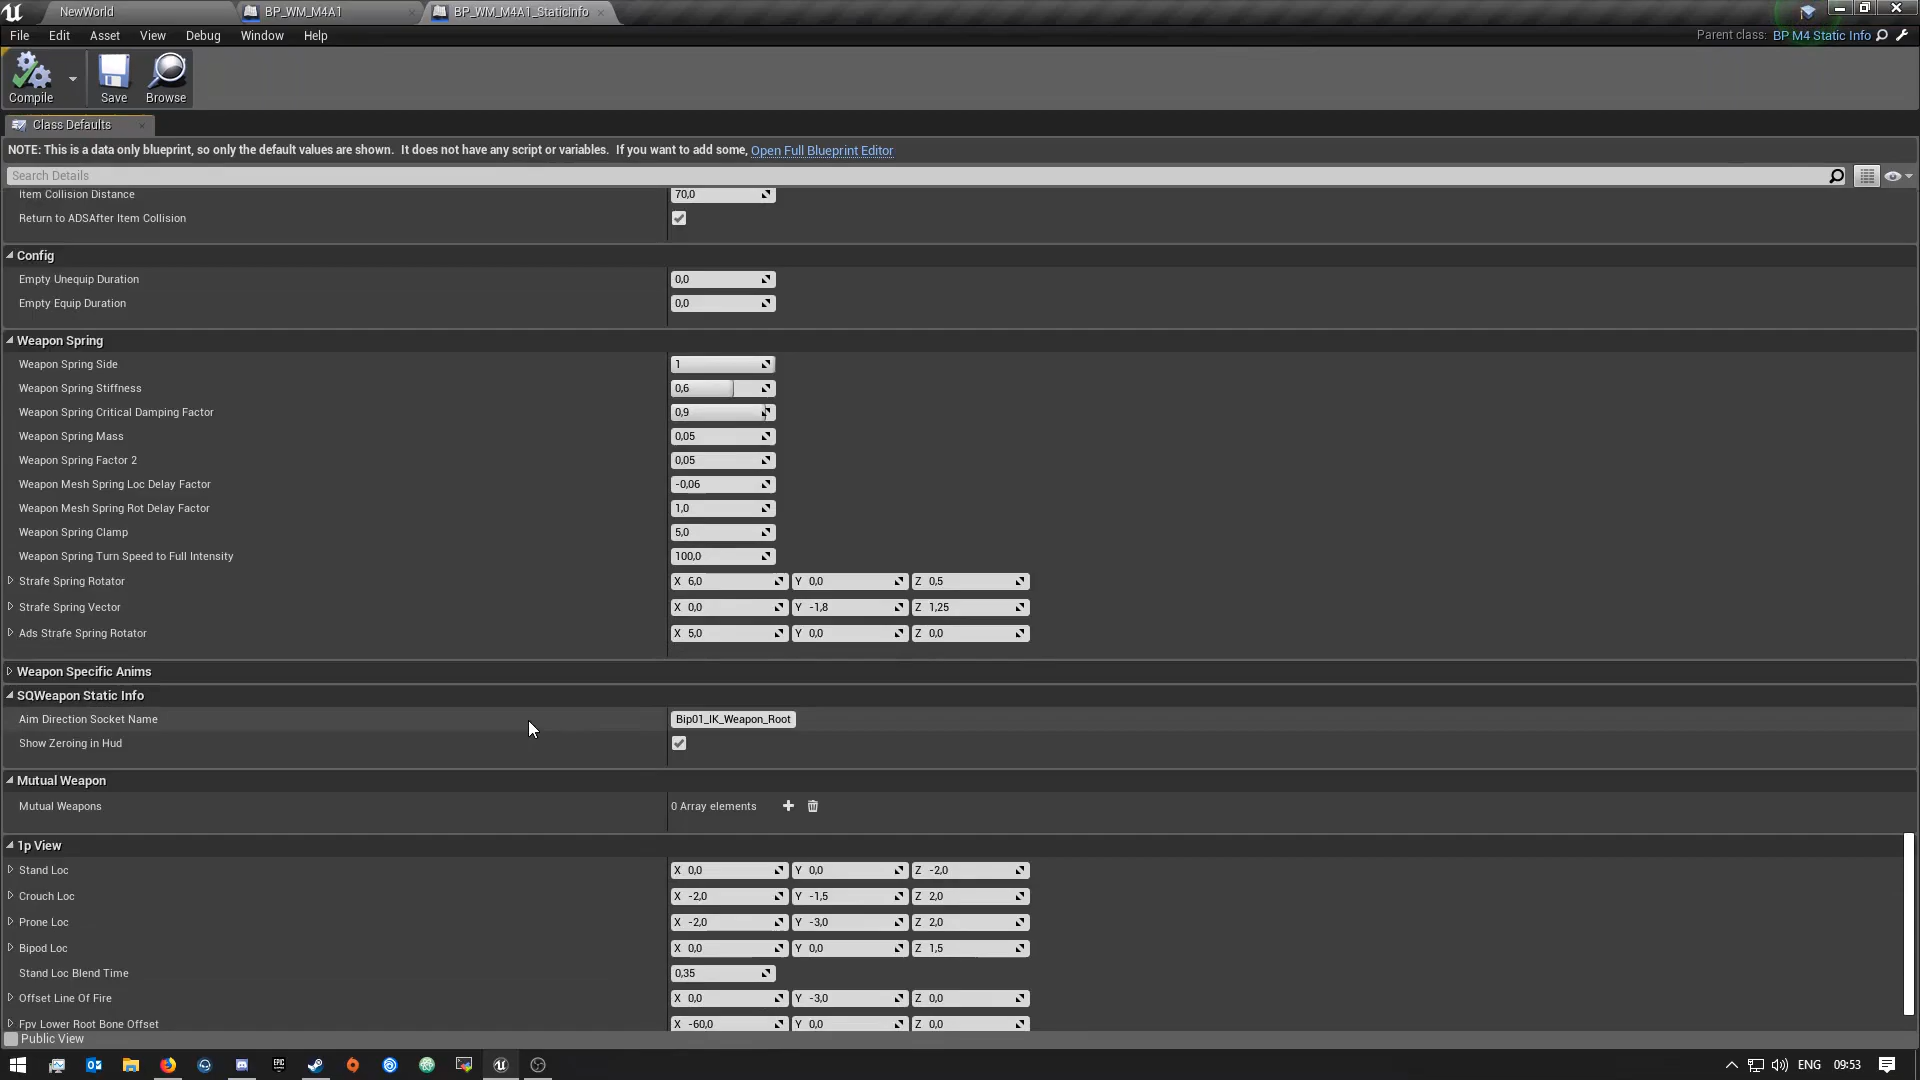 NewWorld
BP_WM_M4A1
BP_WM_M4A1_StaticInfo
File Edit Asset View Debug Window Help
Parent class: BP M4 Static Info
Compile Save Browse
Class Defaults
NOTE: This is a data only blueprint, so only the default values are shown. It does not have any script or variables. If you want to add some, Open Full Blueprint Editor
Search Details
Item Collision Distance 70,0
Return to ADSAfter Item Collision
Config
Empty Unequip Duration 0,0
Empty Equip Duration 0,0
Weapon Spring
Weapon Spring Side 1
Weapon Spring Stiffness 0,6
Weapon Spring Critical Damping Factor 0,9
Weapon Spring Mass 0,05
Weapon Spring Factor 2 0,05
Weapon Mesh Spring Loc Delay Factor -0,06
Weapon Mesh Spring Rot Delay Factor 1,0
Weapon Spring Clamp 5,0
Weapon Spring Turn Speed to Full Intensity 100,0
Strafe Spring Rotator X 6,0 Y 0,0 Z 0,5
Strafe Spring Vector X 0,0 Y -1,8 Z 1,25
Ads Strafe Spring Rotator X 5,0 Y 0,0 Z 0,0
Weapon Specific Anims
SQWeapon Static Info
Aim Direction Socket Name Bip01_IK_Weapon_Root
Show Zeroing in Hud
Mutual Weapon
Mutual Weapons 0 Array elements
1p View
Stand Loc X 0,0 Y 0,0 Z -2,0
Crouch Loc X -2,0 Y -1,5 Z 2,0
Prone Loc X -2,0 Y -3,0 Z 2,0
Bipod Loc X 0,0 Y 0,0 Z 1,5
Stand Loc Blend Time 0,35
Offset Line Of Fire X 0,0 Y -3,0 Z 0,0
Fpv Lower Root Bone Offset X -60,0 Y 0,0 Z 0,0
Public View
EPIC
ENG 09:53